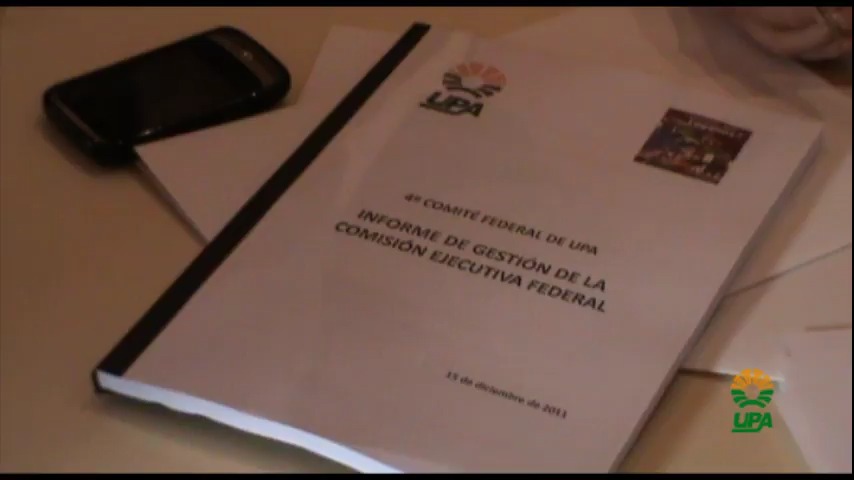 UPA
4º COMITÉ FEDERAL DE UPA
INFORME DE GESTIÓN DE LA
COMISIÓN EJECUTIVA FEDERAL
15 de diciembre de 2011
UPA